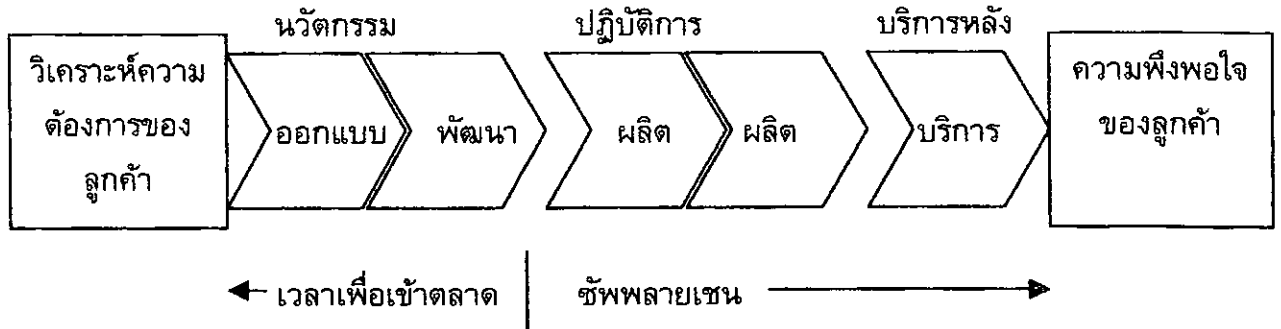 นวัตกรรม
ปฏิบัติการ
บริการหลัง
วิเคราะห์ความ
ต้องการของ
ลูกค้า
ออกแบบ
พัฒนา
ผลิต
ผลิต
บริการ
ความพึงพอใจ
ของลูกค้า
เวลาเพื่อเข้าตลาด
ซัพพลายเชน